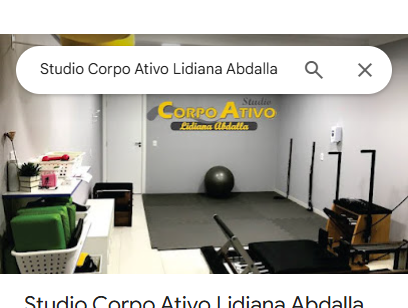 Studio Corpo Ativo Lidiana Abdalla
Studio
CORPO ATIVO
Lidiana Abdalla
Studio Corpo Ativo Lidiana Abdalla